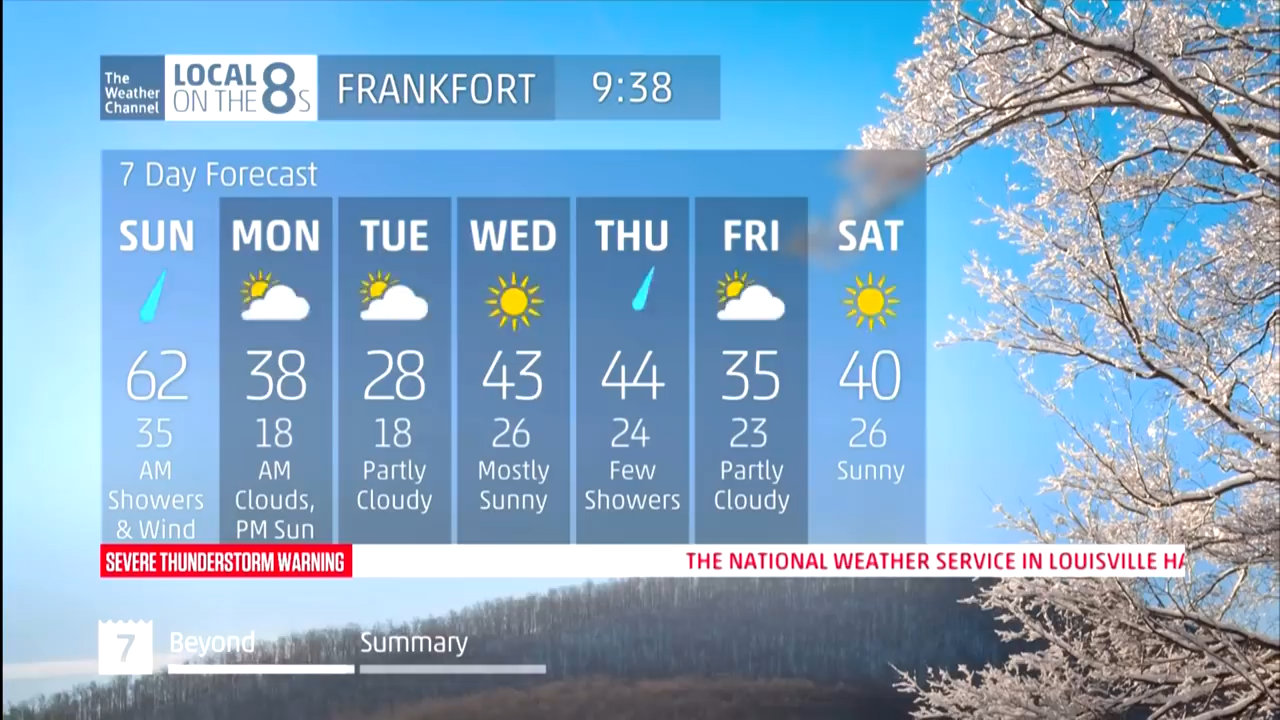 The Weather Channel
LOCAL ON THE 8s
FRANKFORT
9:38
7 Day Forecast
SUN MON TUE WED THU FRI SAT
62 38 28 43 44 35 40
35 18 18 26 24 23 26
AM Showers & Wind
AM Clouds, PM Sun
Partly Cloudy
Mostly Sunny
Few Showers
Partly Cloudy
Sunny
SEVERE THUNDERSTORM WARNING
THE NATIONAL WEATHER SERVICE IN LOUISVILLE HA
7
Beyond
Summary